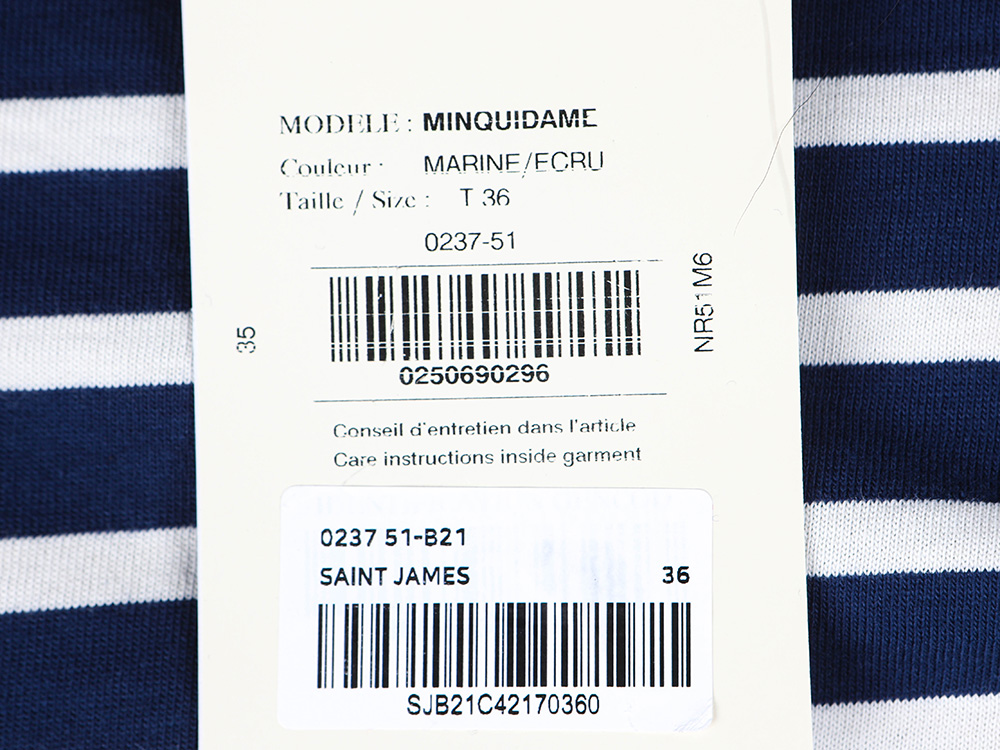 MODELE : MINQUIDAME
Couleur : MARINE/ECRU
Taille / Size : T 36
0237-51
35
NR51M6
0250690296
Conseil d'entretien dans l'article
Care instructions inside garment
0237 51-B21
SAINT JAMES 36
SJB21C42170360